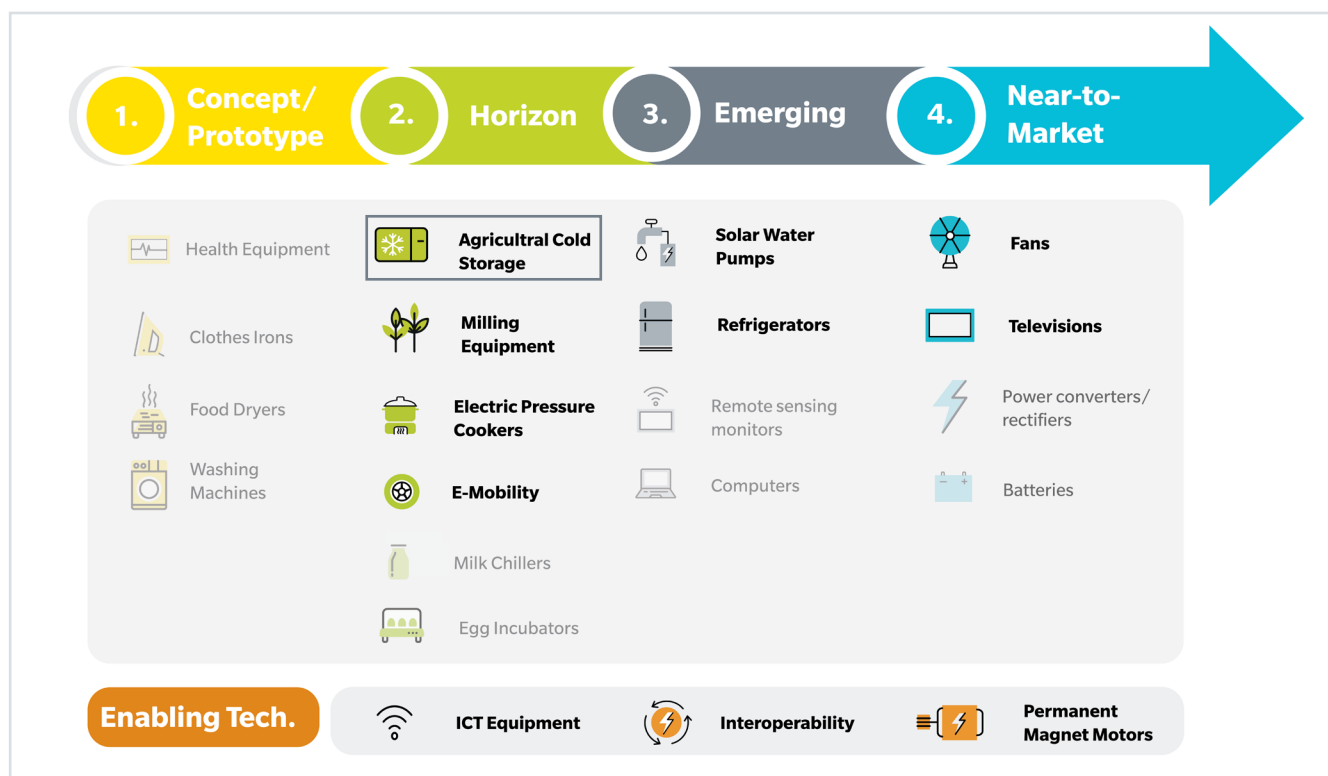 1.
Concept/
Prototype
2.
Horizon
3.
Emerging
4.
Near-to-
Market
Health Equipment
Clothes Irons
Food Dryers
Washing
Machines
Agricultral Cold
Storage
Milling
Equipment
Electric Pressure
Cookers
E-Mobility
Milk Chillers
Egg Incubators
Solar Water
Pumps
Refrigerators
Remote sensing
monitors
Computers
Fans
Televisions
Power converters/
rectifiers
Batteries
Enabling Tech.
ICT Equipment
Interoperability
Permanent
Magnet Motors